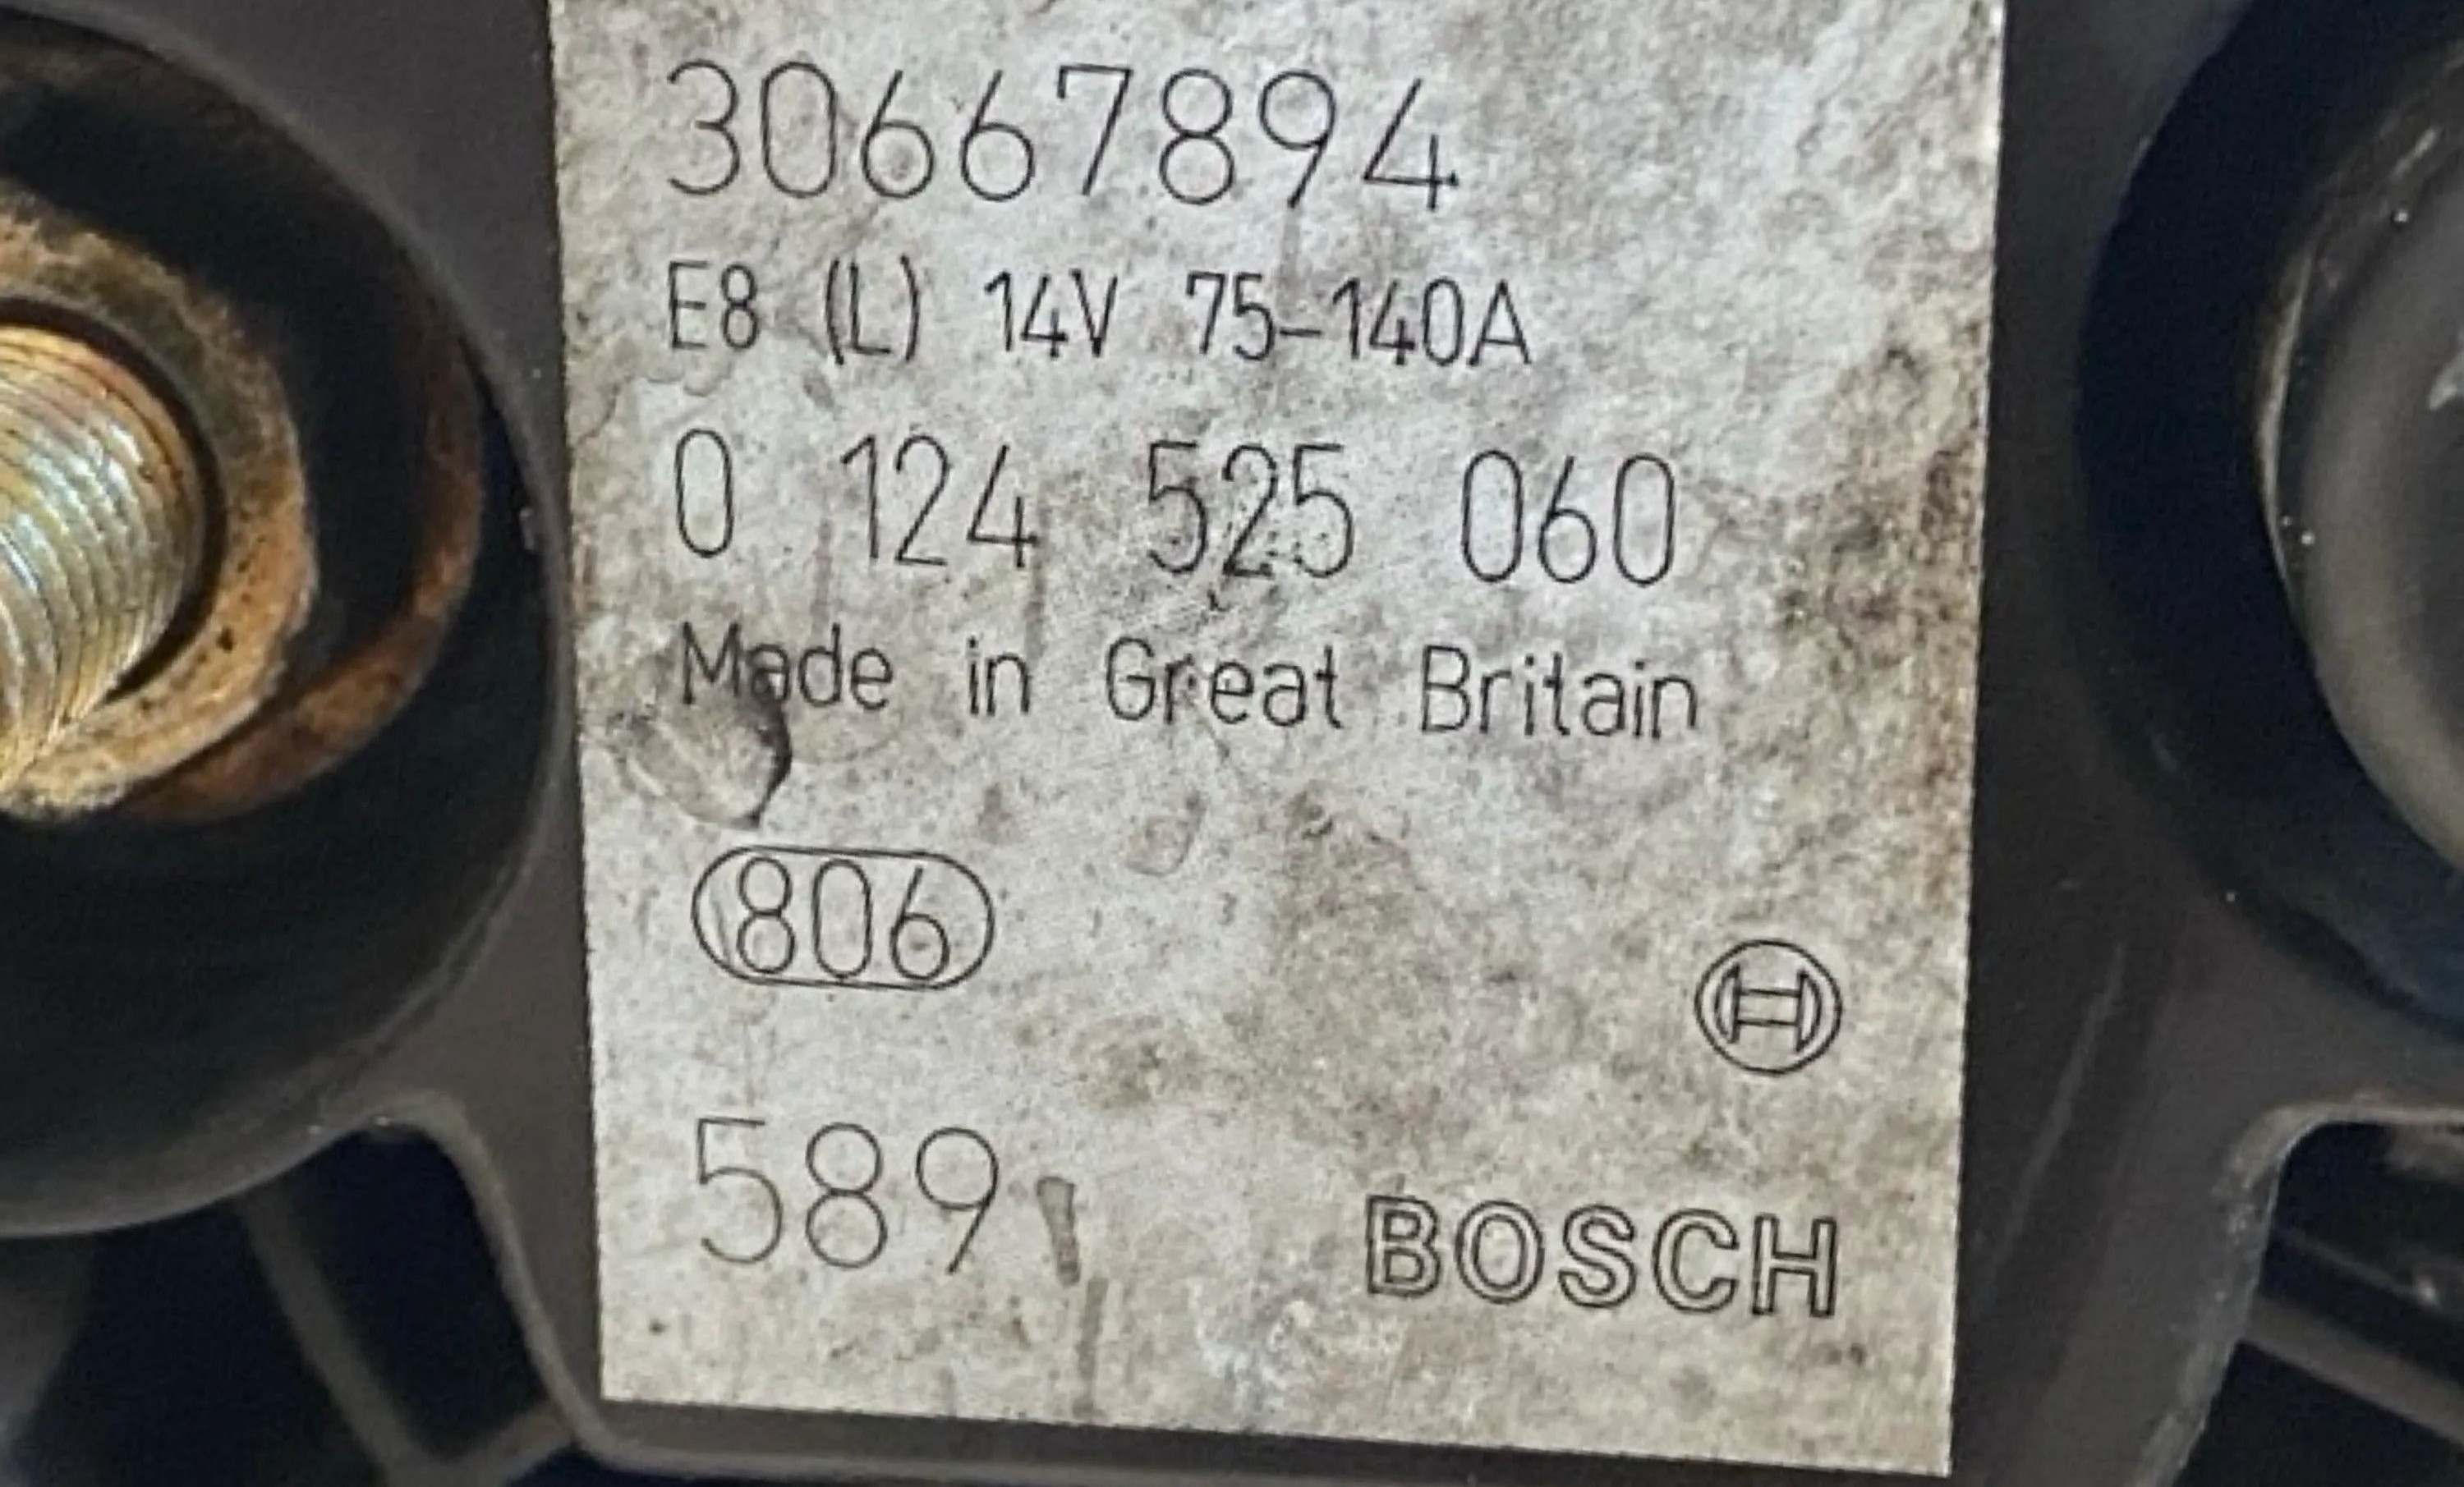 30667894
E8 (L) 14V 75-140A
0 124 525 060
Made in Great Britain
806
589
BOSCH